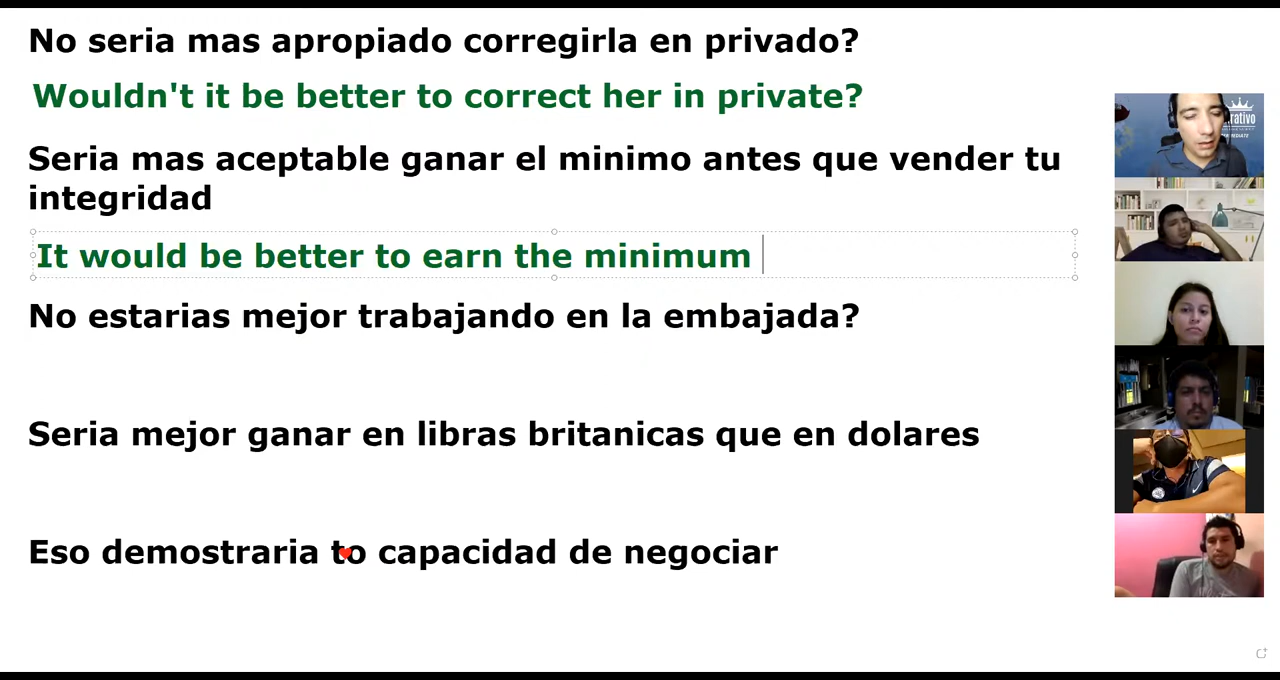 No seria mas apropiado corregirla en privado?
Wouldn't it be better to correct her in private?
Seria mas aceptable ganar el minimo antes que vender tu
integridad
It would be better to earn the minimum
No estarias mejor trabajando en la embajada?
Seria mejor ganar en libras britanicas que en dolares
Eso demostraria to capacidad de negociar
rativo